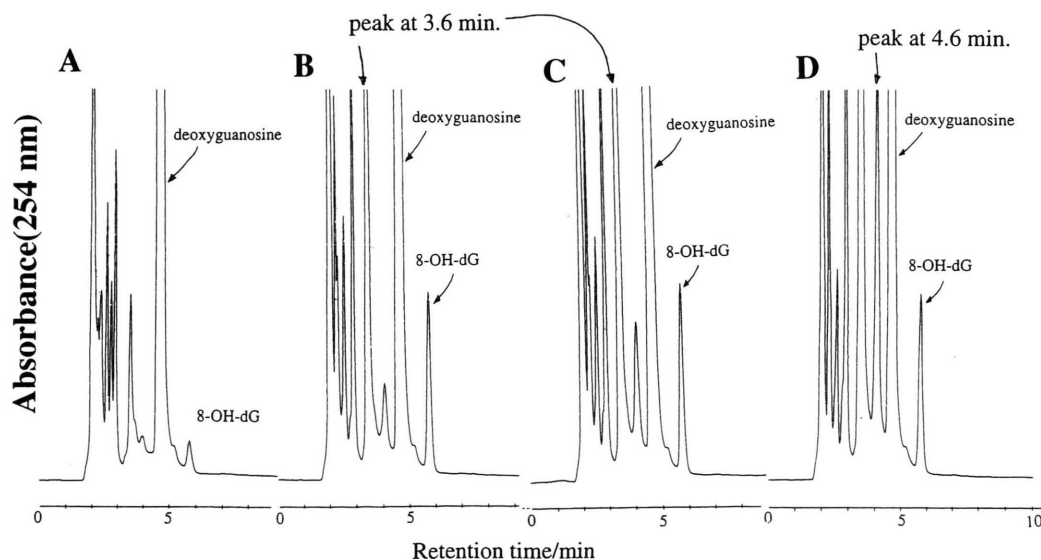 peak at 3.6 min.
peak at 4.6 min.
A
B
C
D
deoxyguanosine
deoxyguanosine
deoxyguanosine
deoxyguanosine
8-OH-dG
8-OH-dG
8-OH-dG
8-OH-dG
Absorbance(254 nm)
0 5 0 5 0 5 0 5 10
Retention time/min